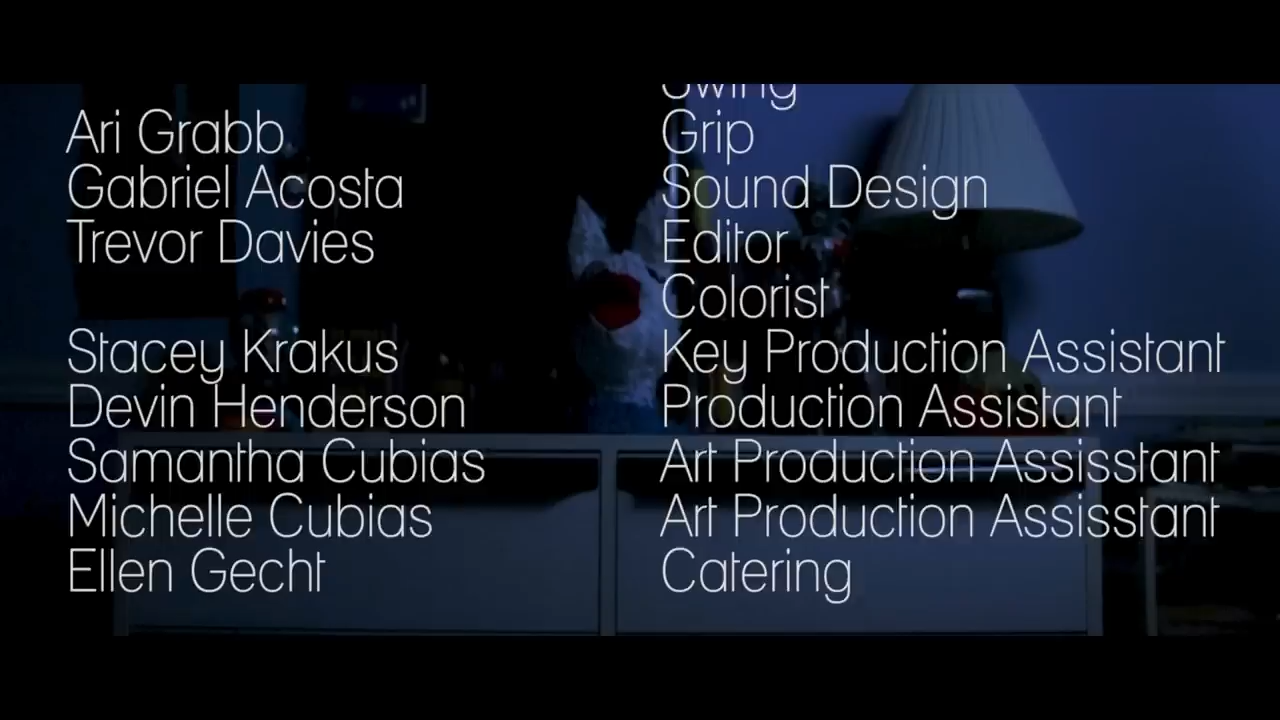 Swing
Ari Grabb Grip
Gabriel Acosta Sound Design
Trevor Davies Editor
Colorist
Stacey Krakus Key Production Assistant
Devin Henderson Production Assistant
Samantha Cubias Art Production Assisstant
Michelle Cubias Art Production Assisstant
Ellen Gecht Catering